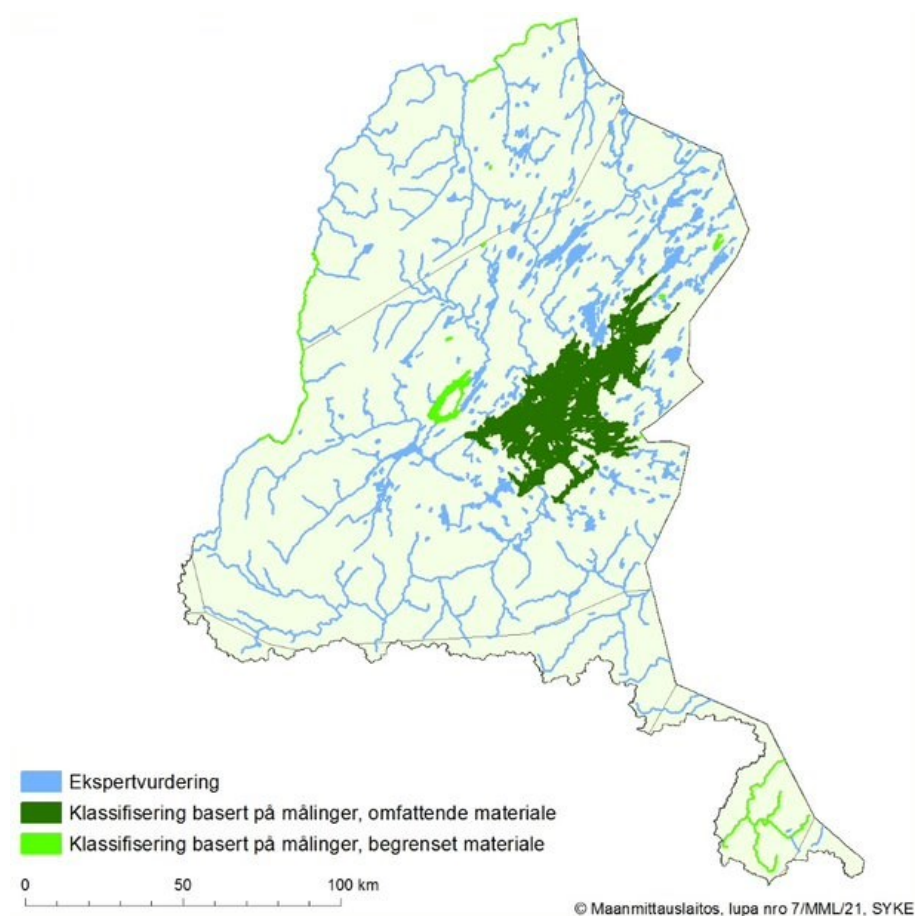 Ekspertvurdering
Klassifisering basert på målinger, omfattende materiale
Klassifisering basert på målinger, begrenset materiale
0 50 100 km
© Maanmittauslaitos, lupa nro 7/MML/21, SYKE